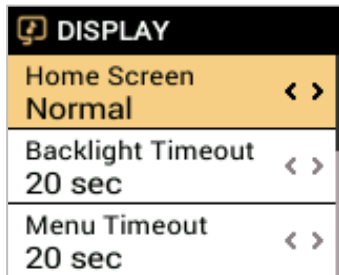 DISPLAY
Home Screen
Normal
Backlight Timeout
20 sec
Menu Timeout
20 sec